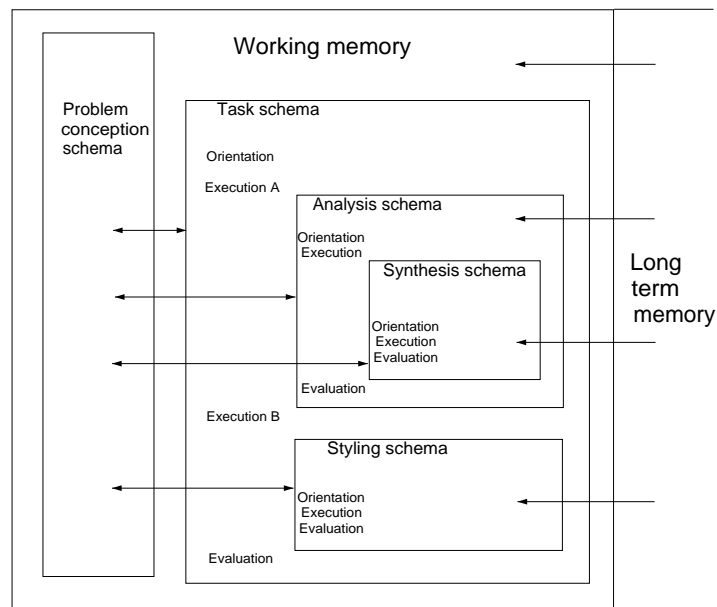 Working memory
Problem
conception
schema
Task schema
Orientation
Execution A
Analysis schema
Orientation
Execution
Synthesis schema
Orientation
Execution
Evaluation
Evaluation
Execution B
Styling schema
Orientation
Execution
Evaluation
Evaluation
Long
term
memory